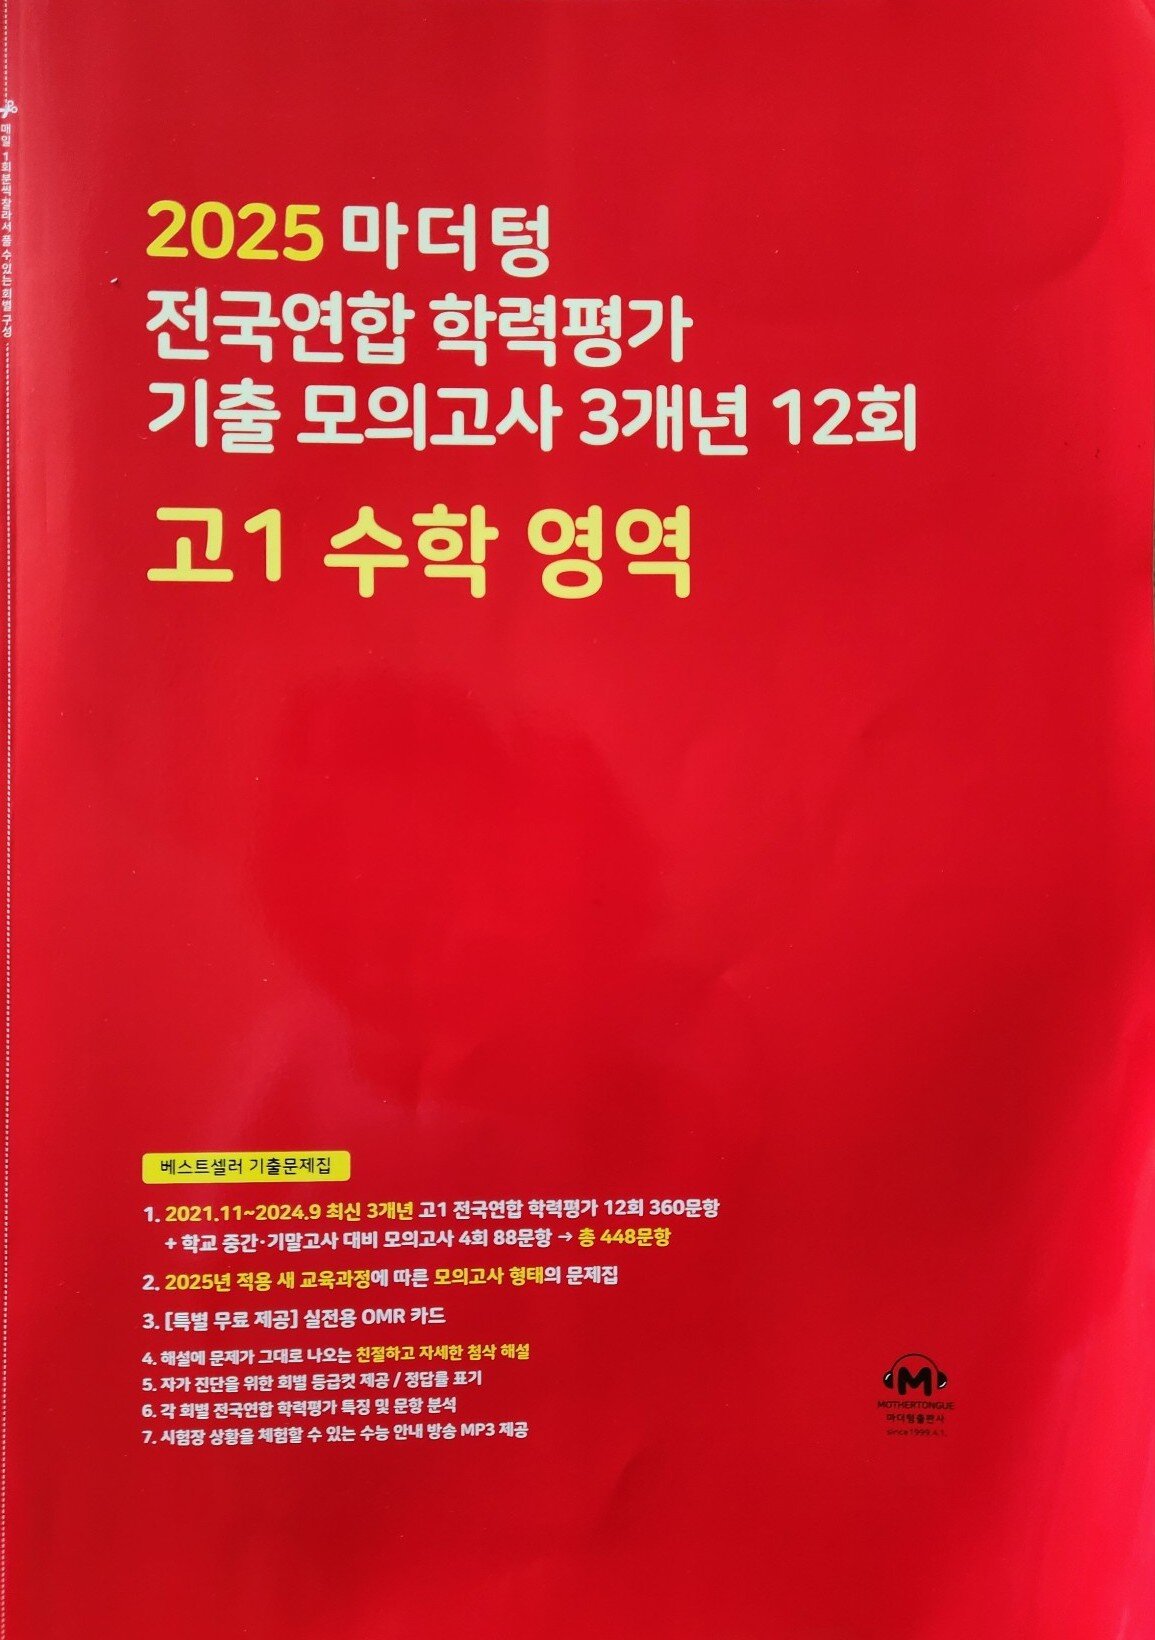 매일 1회분씩 잘라서 풀 수 있는 회별 구성
2025 마더텅
전국연합 학력평가
기출 모의고사 3개년 12회
고1 수학 영역
베스트셀러 기출문제집
1. 2021.11~2024.9 최신 3개년 고1 전국연합 학력평가 12회 360문항
+ 학교 중간·기말고사 대비 모의고사 4회 88문항 → 총 448문항
2. 2025년 적용 새 교육과정에 따른 모의고사 형태의 문제집
3. [특별 무료 제공] 실전용 OMR 카드
4. 해설에 문제가 그대로 나오는 친절하고 자세한 첨삭 해설
5. 자가 진단을 위한 회별 등급컷 제공 / 정답률 표기
6. 각 회별 전국연합 학력평가 특징 및 문항 분석
7. 시험장 상황을 체험할 수 있는 수능 안내 방송 MP3 제공
M
MOTHERTONGUE
마더텅출판사
since1999.4.1.